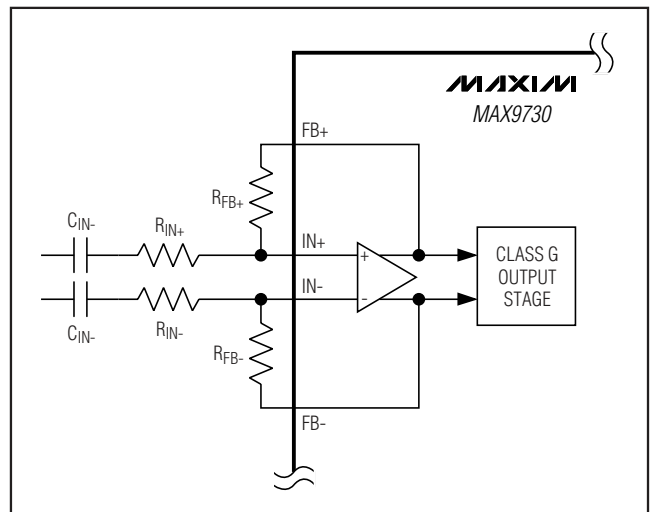 MAXIM
MAX9730
FB+
RFB+
CIN-
RIN+
IN+
+
CLASS G
OUTPUT
STAGE
IN-
-
CIN-
RIN-
RFB-
FB-